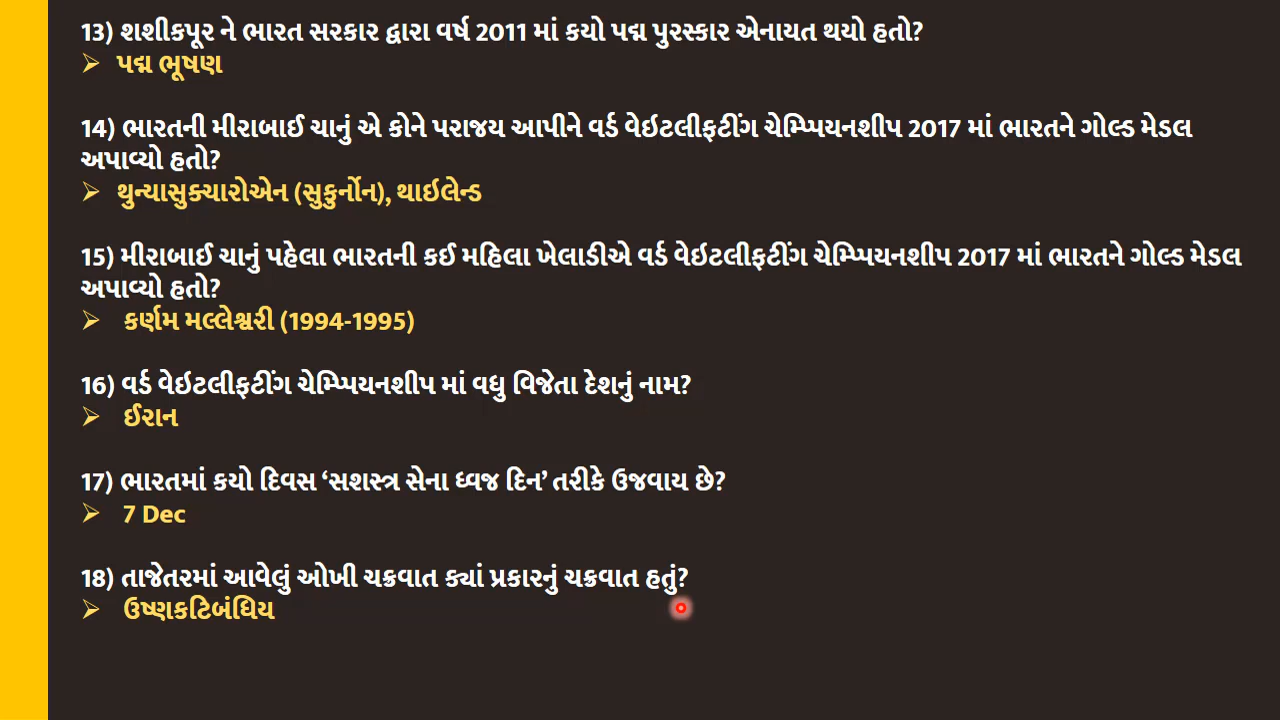 13) શશીકપૂર ને ભારત સરકાર દ્વારા વર્ષ 2011 માં કયો પદ્મ પુરસ્કાર એનાયત થયો હતો?
➢ પદ્મ ભૂષણ
14) ભારતની મીરાબાઈ ચાનું એ કોને પરાજય આપીને વર્ડ વેઇટલીફટીંગ ચેમ્પિયનશીપ 2017 માં ભારતને ગોલ્ડ મેડલ
અપાવ્યો હતો?
➢ થુન્યાસુક્ચારોએન (સુકુર્નોન), થાઇલેન્ડ
15) મીરાબાઈ ચાનું પહેલા ભારતની કઈ મહિલા ખેલાડીએ વર્ડ વેઇટલીફટીંગ ચેમ્પિયનશીપ 2017 માં ભારતને ગોલ્ડ મેડલ
અપાવ્યો હતો?
➢ કર્ણમ મલ્લેશ્વરી (1994-1995)
16) વર્ડ વેઇટલીફટીંગ ચેમ્પિયનશીપ માં વધુ વિજેતા દેશનું નામ?
➢ ઈરાન
17) ભારતમાં કયો દિવસ ‘સશસ્ત્ર સેના ધ્વજ દિન’ તરીકે ઉજવાય છે?
➢ 7 Dec
18) તાજેતરમાં આવેલું ઓખી ચક્રવાત ક્યાં પ્રકારનું ચક્રવાત હતું?
➢ ઉષ્ણકટિબંધિય